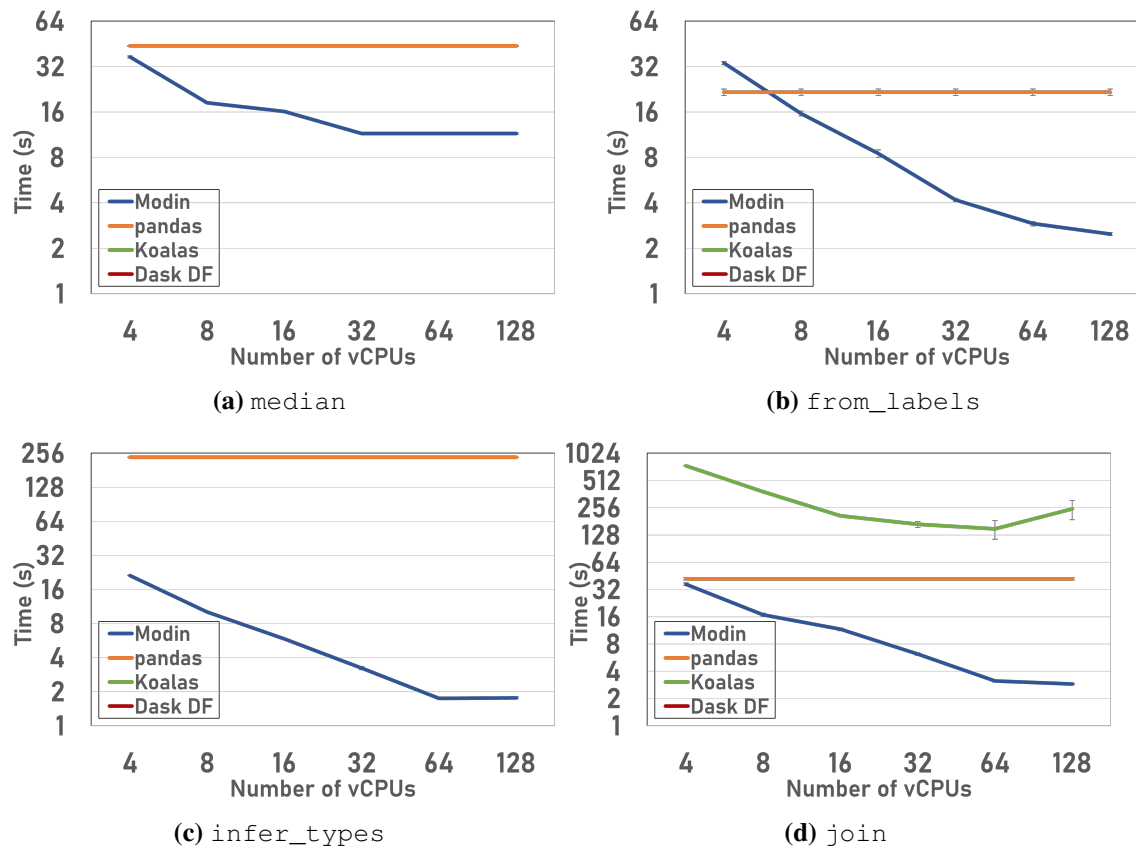 64
32
16
8
4
2
1
Time (s)
Modin
pandas
Koalas
Dask DF
4 8 16 32 64 128
Number of vCPUs
(a) median
64
32
16
8
4
2
1
Time (s)
Modin
pandas
Koalas
Dask DF
4 8 16 32 64 128
Number of vCPUs
(b) from_labels
256
128
64
32
16
8
4
2
1
Time (s)
Modin
pandas
Koalas
Dask DF
4 8 16 32 64 128
Number of vCPUs
(c) infer_types
1024
512
256
128
64
32
16
8
4
2
1
Time (s)
Modin
pandas
Koalas
Dask DF
4 8 16 32 64 128
Number of vCPUs
(d) join